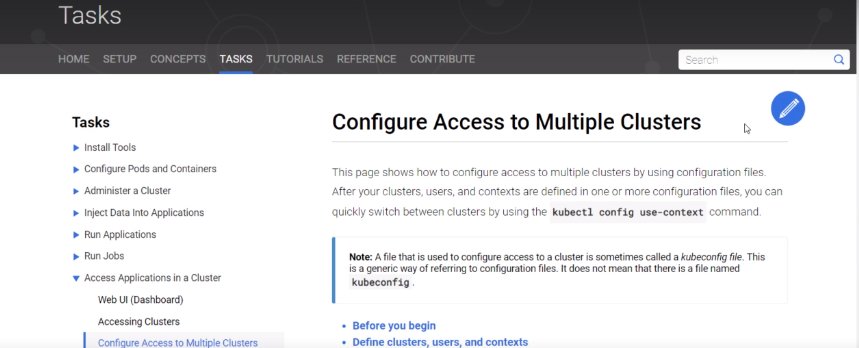 Tasks
HOME SETUP CONCEPTS TASKS TUTORIALS REFERENCE CONTRIBUTE Search
Tasks
Install Tools
Configure Pods and Containers
Administer a Cluster
Inject Data Into Applications
Run Applications
Run Jobs
Access Applications in a Cluster
Web UI (Dashboard)
Accessing Clusters
Configure Access to Multiple Clusters
Configure Access to Multiple Clusters
This page shows how to configure access to multiple clusters by using configuration files.
After your clusters, users, and contexts are defined in one or more configuration files, you can
quickly switch between clusters by using the kubectl config use-context command.
Note: A file that is used to configure access to a cluster is sometimes called a kubeconfig file. This
is a generic way of referring to configuration files. It does not mean that there is a file named
kubeconfig .
Before you begin
Define clusters, users, and contexts